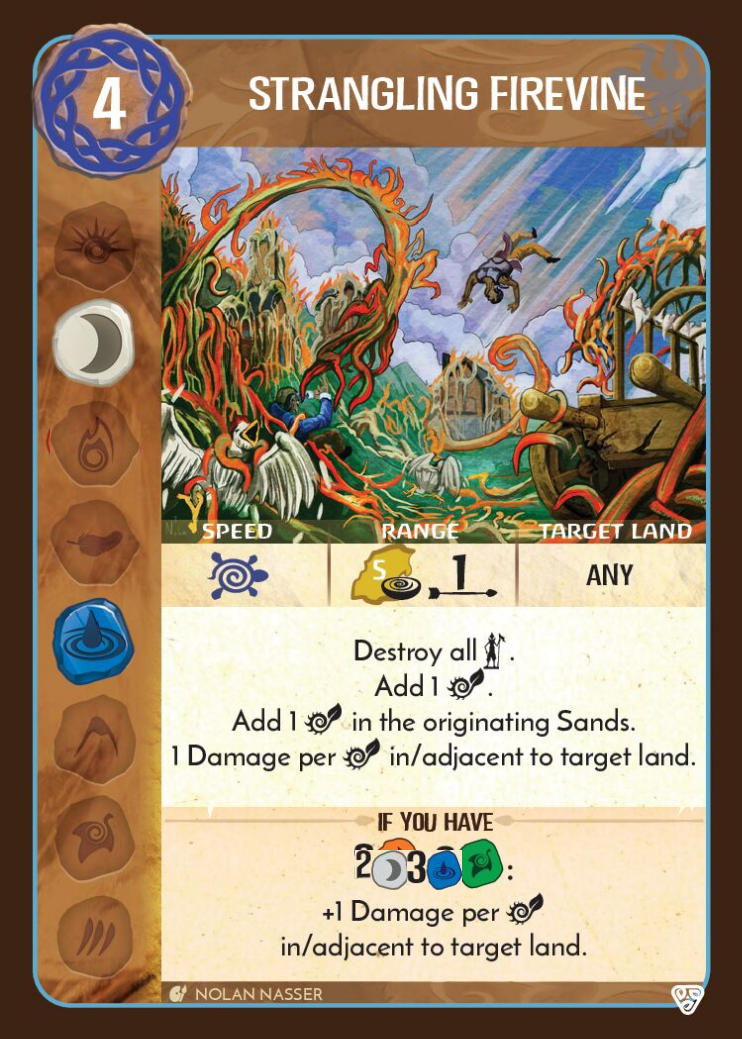 4
STRANGLING FIREVINE
SPEED
RANGE
TARGET LAND
S
1
ANY
Destroy all .
Add 1 .
Add 1 in the originating Sands.
1 Damage per in/adjacent to target land.
IF YOU HAVE
2 3 :
+1 Damage per
in/adjacent to target land.
NOLAN NASSER